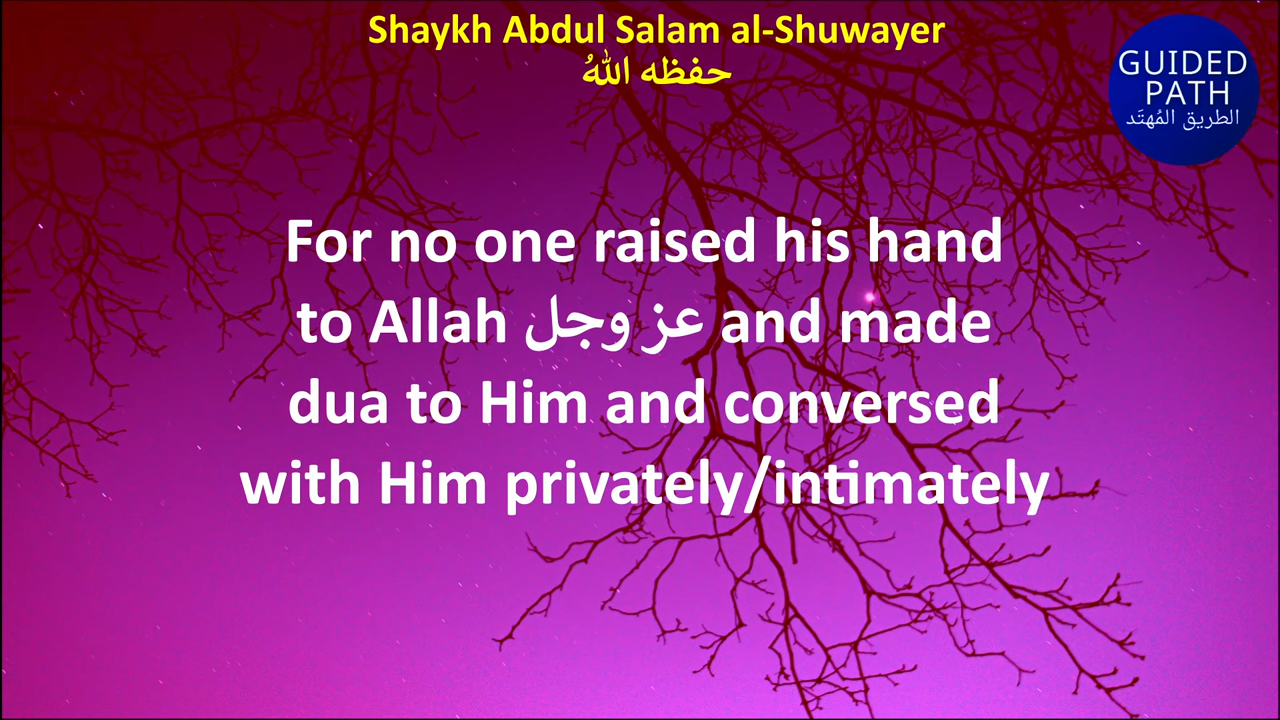 Shaykh Abdul Salam al-Shuwayer
حفظه اللهُ
GUIDED
PATH
الطريق المُهتَد
For no one raised his hand
to Allah عز وجل and made
dua to Him and conversed
with Him privately/intimately